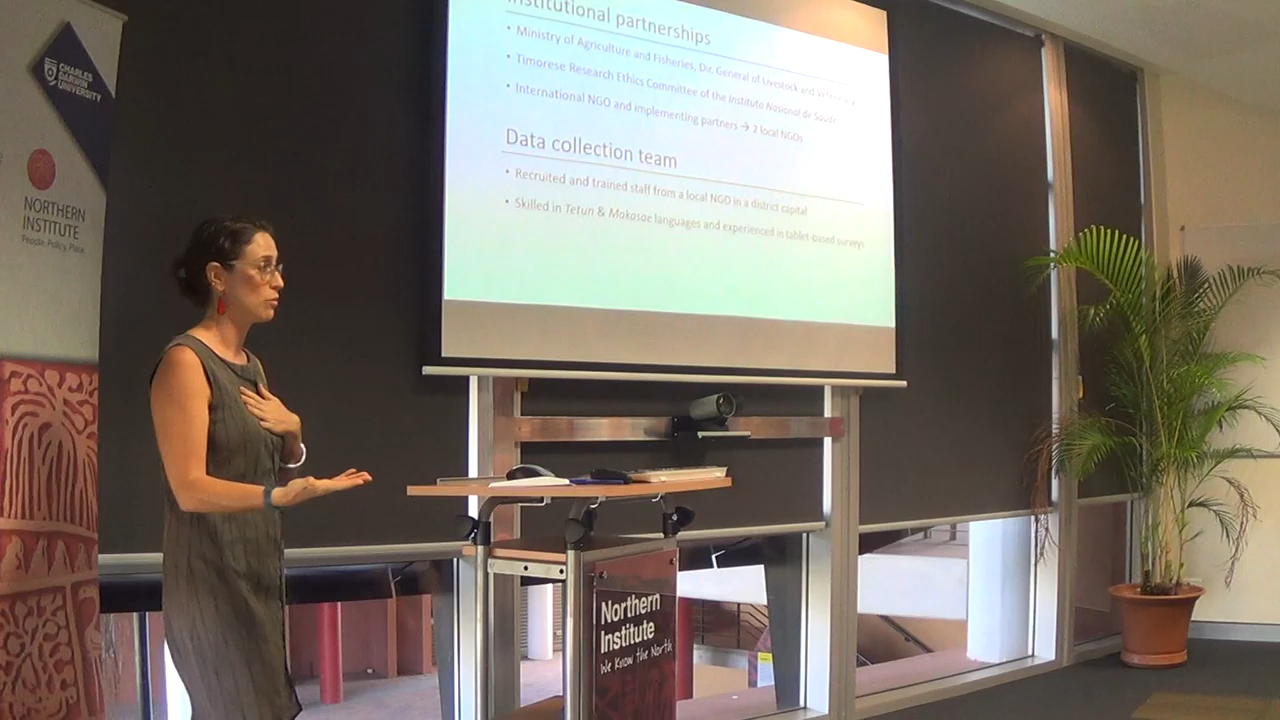 CHARLES
DARWIN
UNIVERSITY
NORTHERN
INSTITUTE
People. Policy. Place.
Institutional partnerships
• Ministry of Agriculture and Fisheries, Dir. General of Livestock and Veterinary
• Timorese Research Ethics Committee of the Instituto Nasional de Saude
• International NGO and implementing partners → 2 local NGOs
Data collection team
• Recruited and trained staff from a local NGO in a district capital
• Skilled in Tetun & Makasae languages and experienced in tablet-based surveys
Northern
Institute
We Know the North